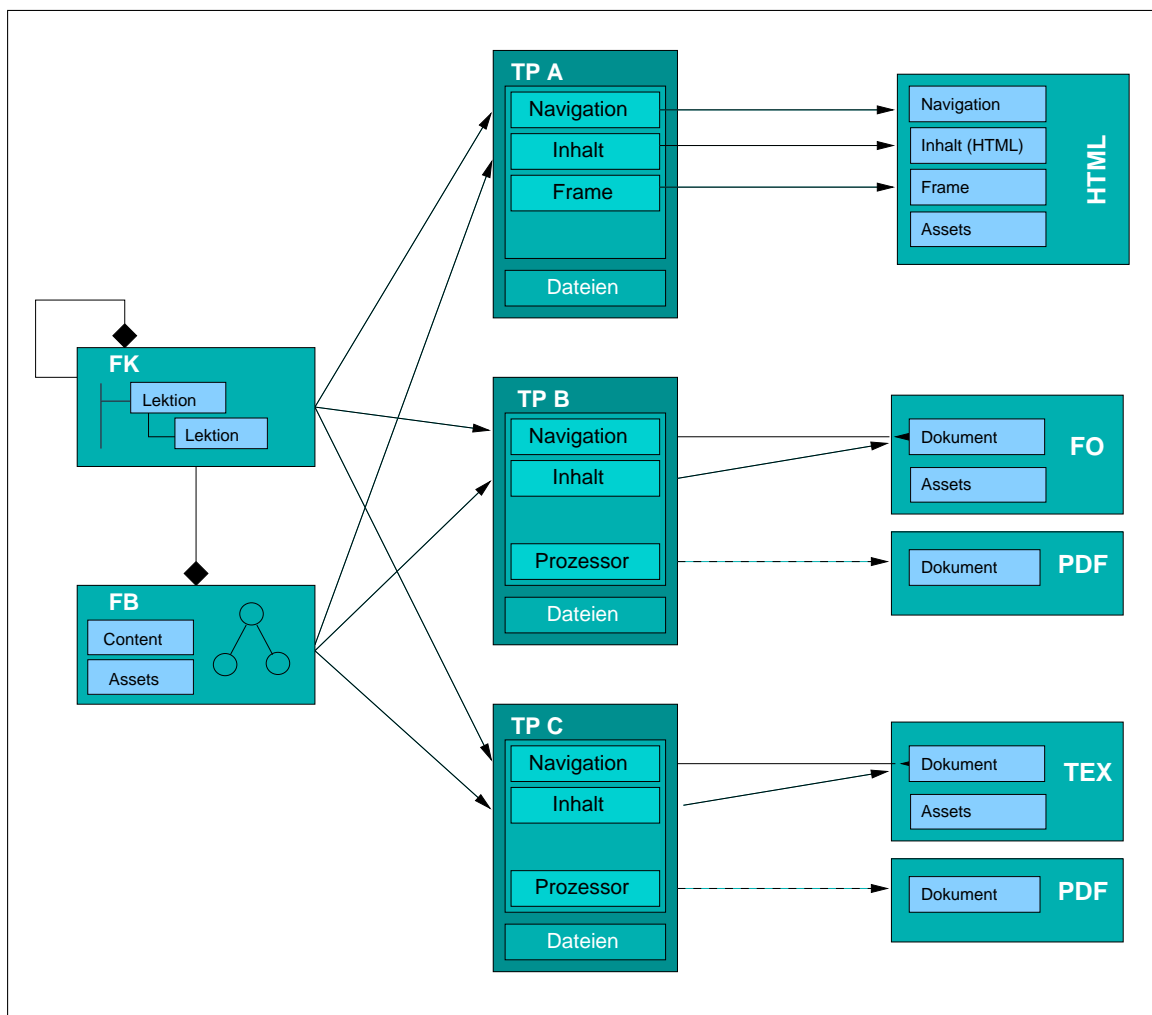 TP A
Navigation
Inhalt
Frame
Dateien
Navigation
Inhalt (HTML)
Frame
Assets
HTML
FK
Lektion
Lektion
FB
Content
Assets
TP B
Navigation
Inhalt
Prozessor
Dateien
Dokument
Assets
FO
Dokument
PDF
TP C
Navigation
Inhalt
Prozessor
Dateien
Dokument
Assets
TEX
Dokument
PDF